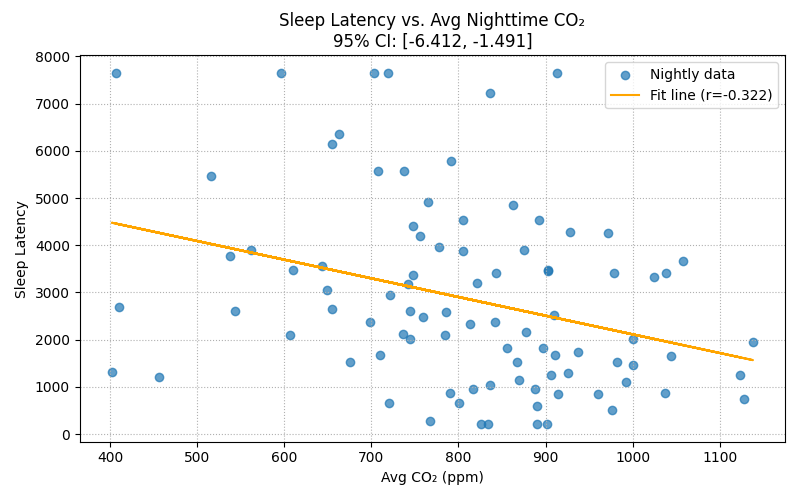 Sleep Latency vs. Avg Nighttime CO₂
95% CI: [-6.412, -1.491]
Nightly data
Fit line (r=-0.322)
8000
7000
6000
5000
4000
3000
2000
1000
0
Sleep Latency
400 500 600 700 800 900 1000 1100
Avg CO₂ (ppm)